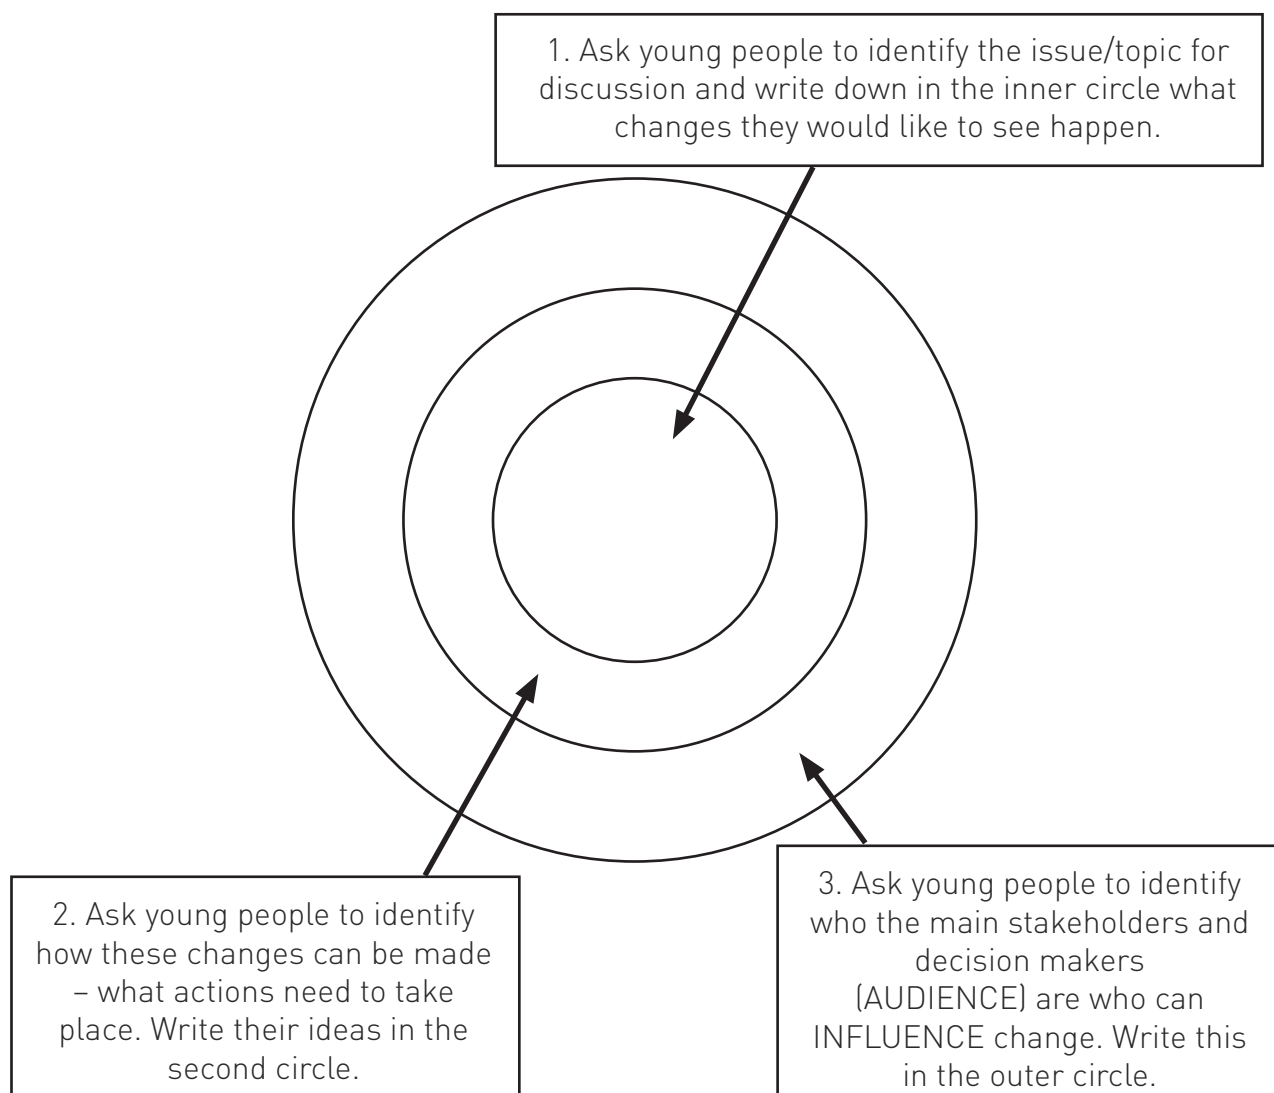 1. Ask young people to identify the issue/topic for
discussion and write down in the inner circle what
changes they would like to see happen.
2. Ask young people to identify
how these changes can be made
– what actions need to take
place. Write their ideas in the
second circle.
3. Ask young people to identify
who the main stakeholders and
decision makers
(AUDIENCE) are who can
INFLUENCE change. Write this
in the outer circle.